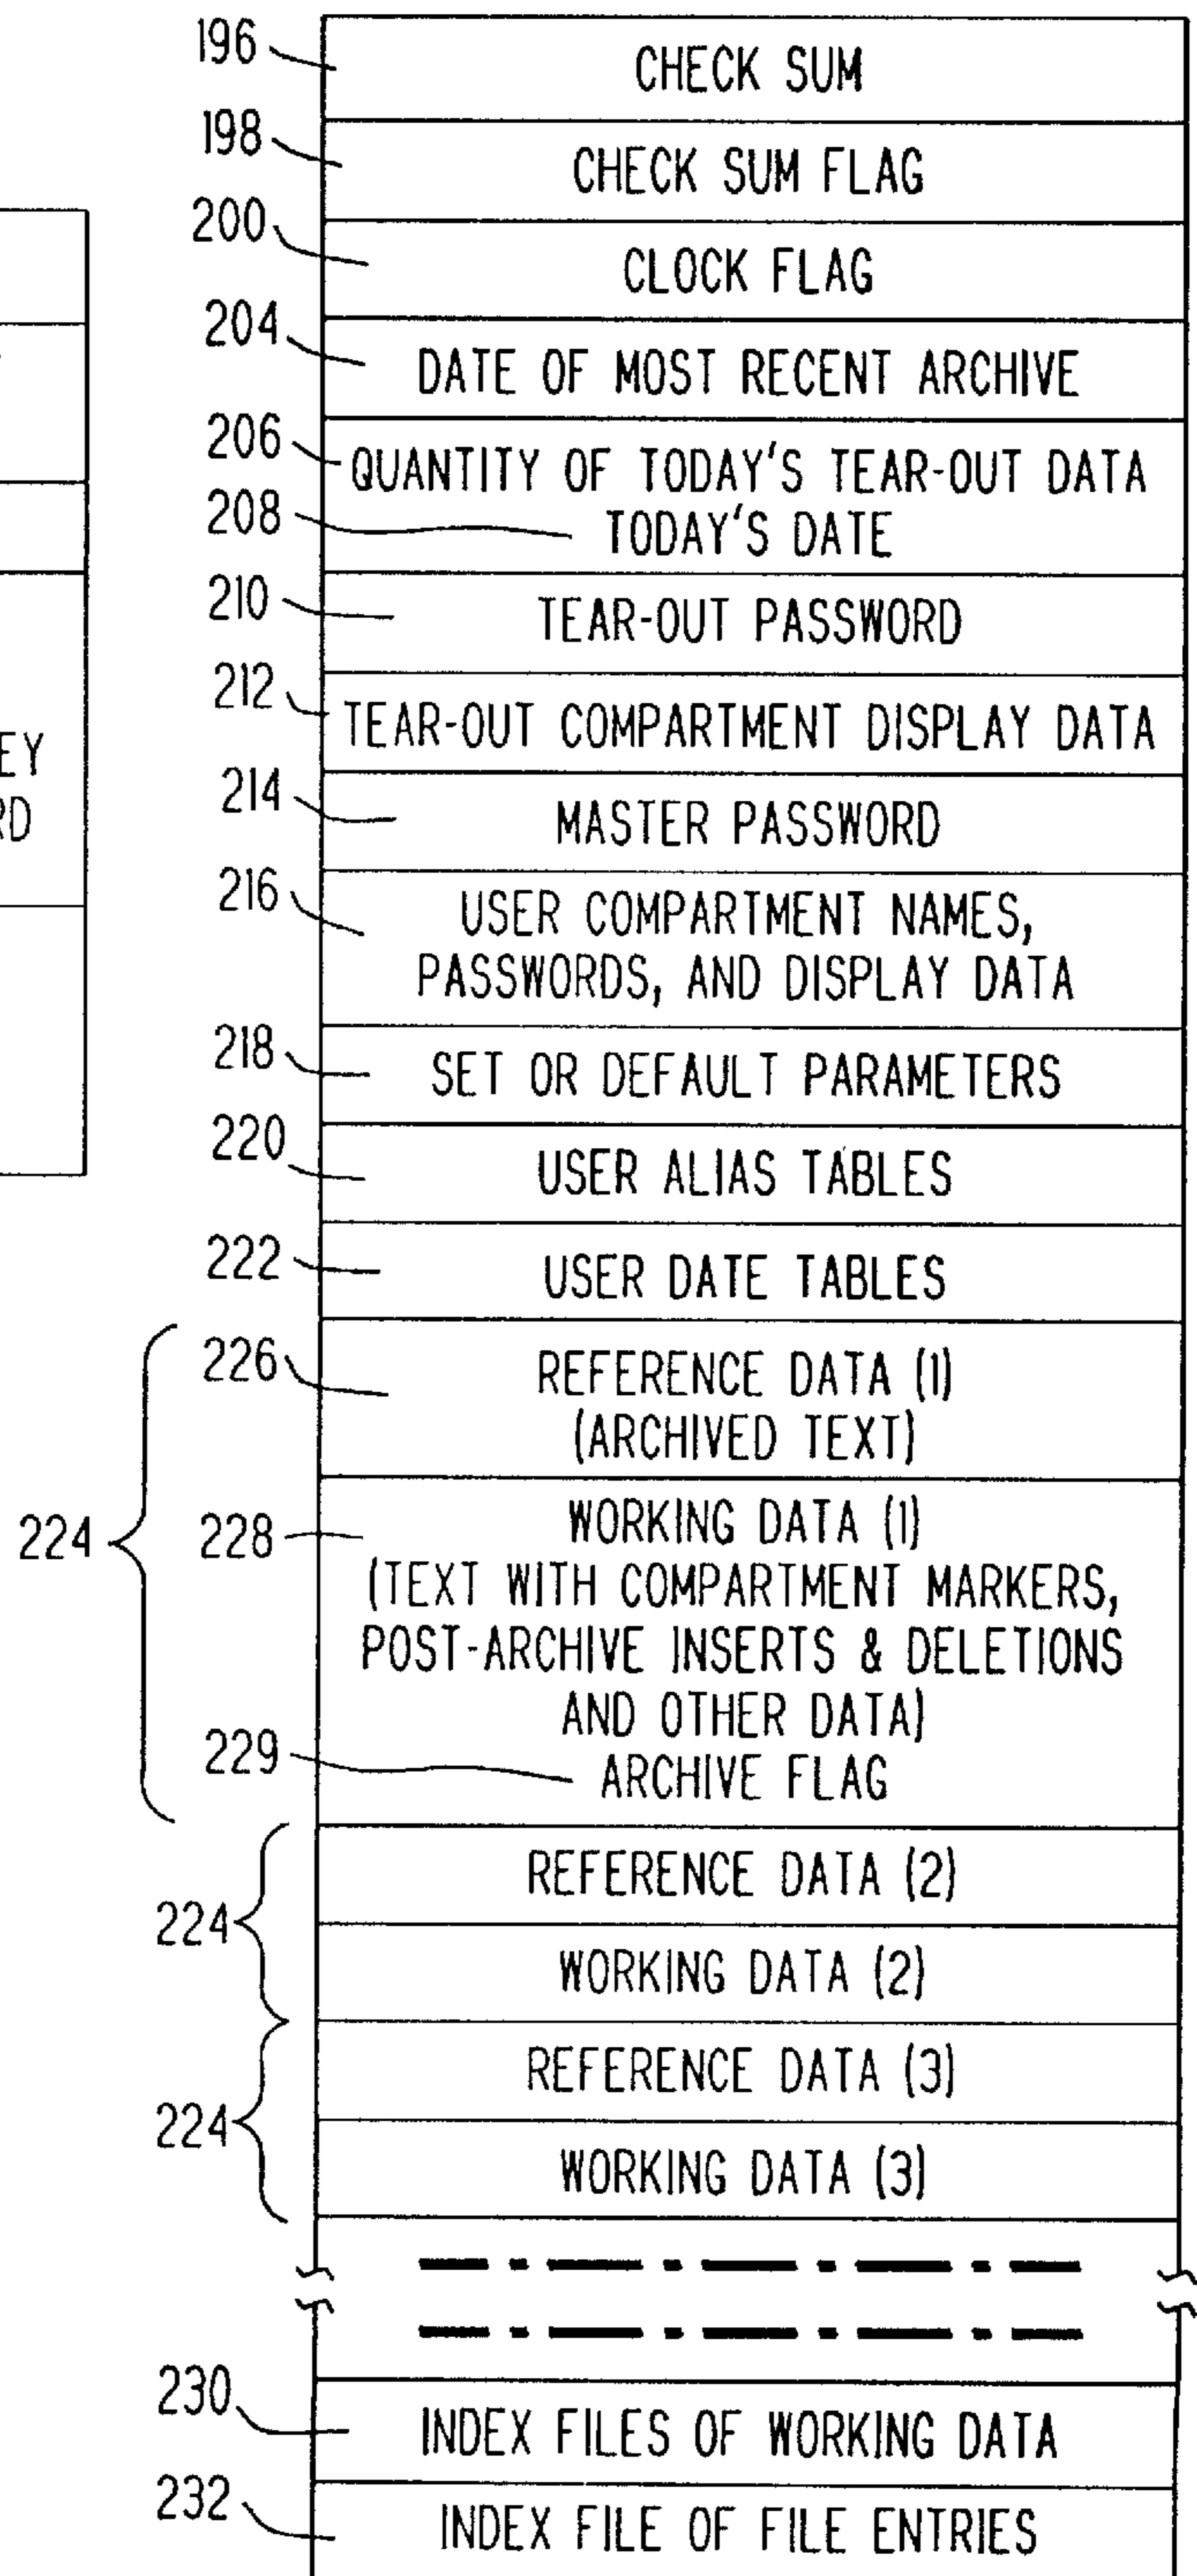 196 CHECK SUM
198 CHECK SUM FLAG
200 CLOCK FLAG
204 DATE OF MOST RECENT ARCHIVE
206 QUANTITY OF TODAY'S TEAR-OUT DATA
208 TODAY'S DATE
210 TEAR-OUT PASSWORD
212 TEAR-OUT COMPARTMENT DISPLAY DATA
EY
RD
214 MASTER PASSWORD
216 USER COMPARTMENT NAMES,
PASSWORDS, AND DISPLAY DATA
218 SET OR DEFAULT PARAMETERS
220 USER ALIAS TABLES
222 USER DATE TABLES
226 REFERENCE DATA (1)
(ARCHIVED TEXT)
224 228 WORKING DATA (1)
(TEXT WITH COMPARTMENT MARKERS,
POST-ARCHIVE INSERTS & DELETIONS
AND OTHER DATA)
229 ARCHIVE FLAG
REFERENCE DATA (2)
224
WORKING DATA (2)
REFERENCE DATA (3)
224
WORKING DATA (3)
230 INDEX FILES OF WORKING DATA
232 INDEX FILE OF FILE ENTRIES